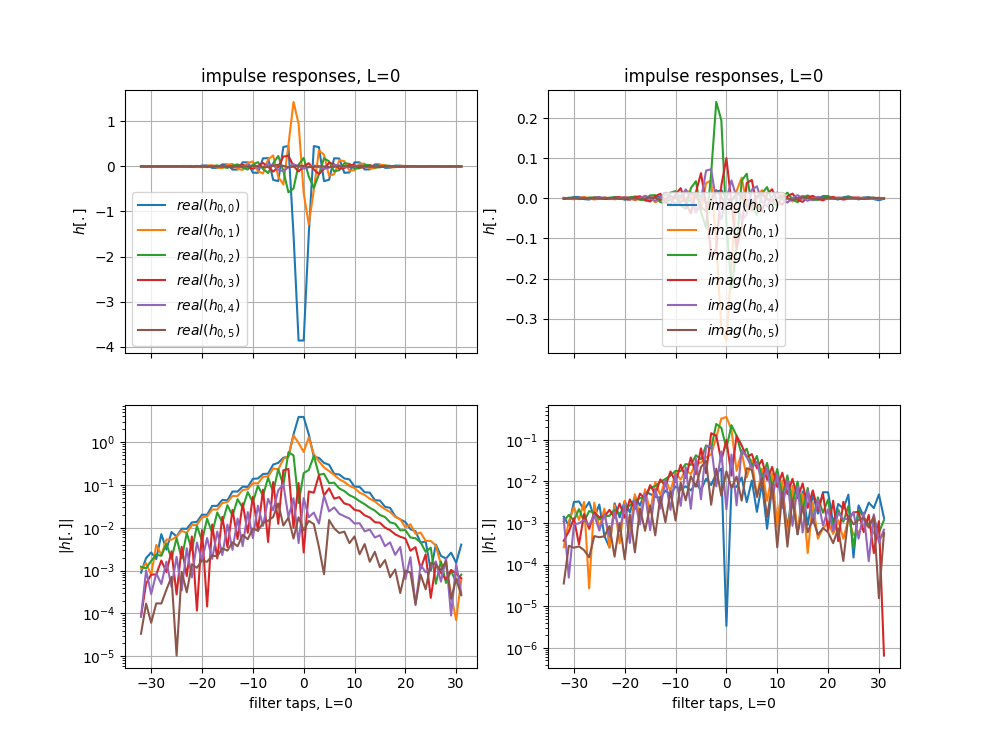 impulse responses, L=0
impulse responses, L=0
h[.]
1
0
−1
−2
−3
−4
real(h0,0)
real(h0,1)
real(h0,2)
real(h0,3)
real(h0,4)
real(h0,5)
h[.]
0.2
0.1
0.0
−0.1
−0.2
−0.3
imag(h0,0)
imag(h0,1)
imag(h0,2)
imag(h0,3)
imag(h0,4)
imag(h0,5)
|h[.]|
10^0
10^−1
10^−2
10^−3
10^−4
10^−5
−30 −20 −10 0 10 20 30
filter taps, L=0
|h[.]|
10^−1
10^−2
10^−3
10^−4
10^−5
10^−6
−30 −20 −10 0 10 20 30
filter taps, L=0